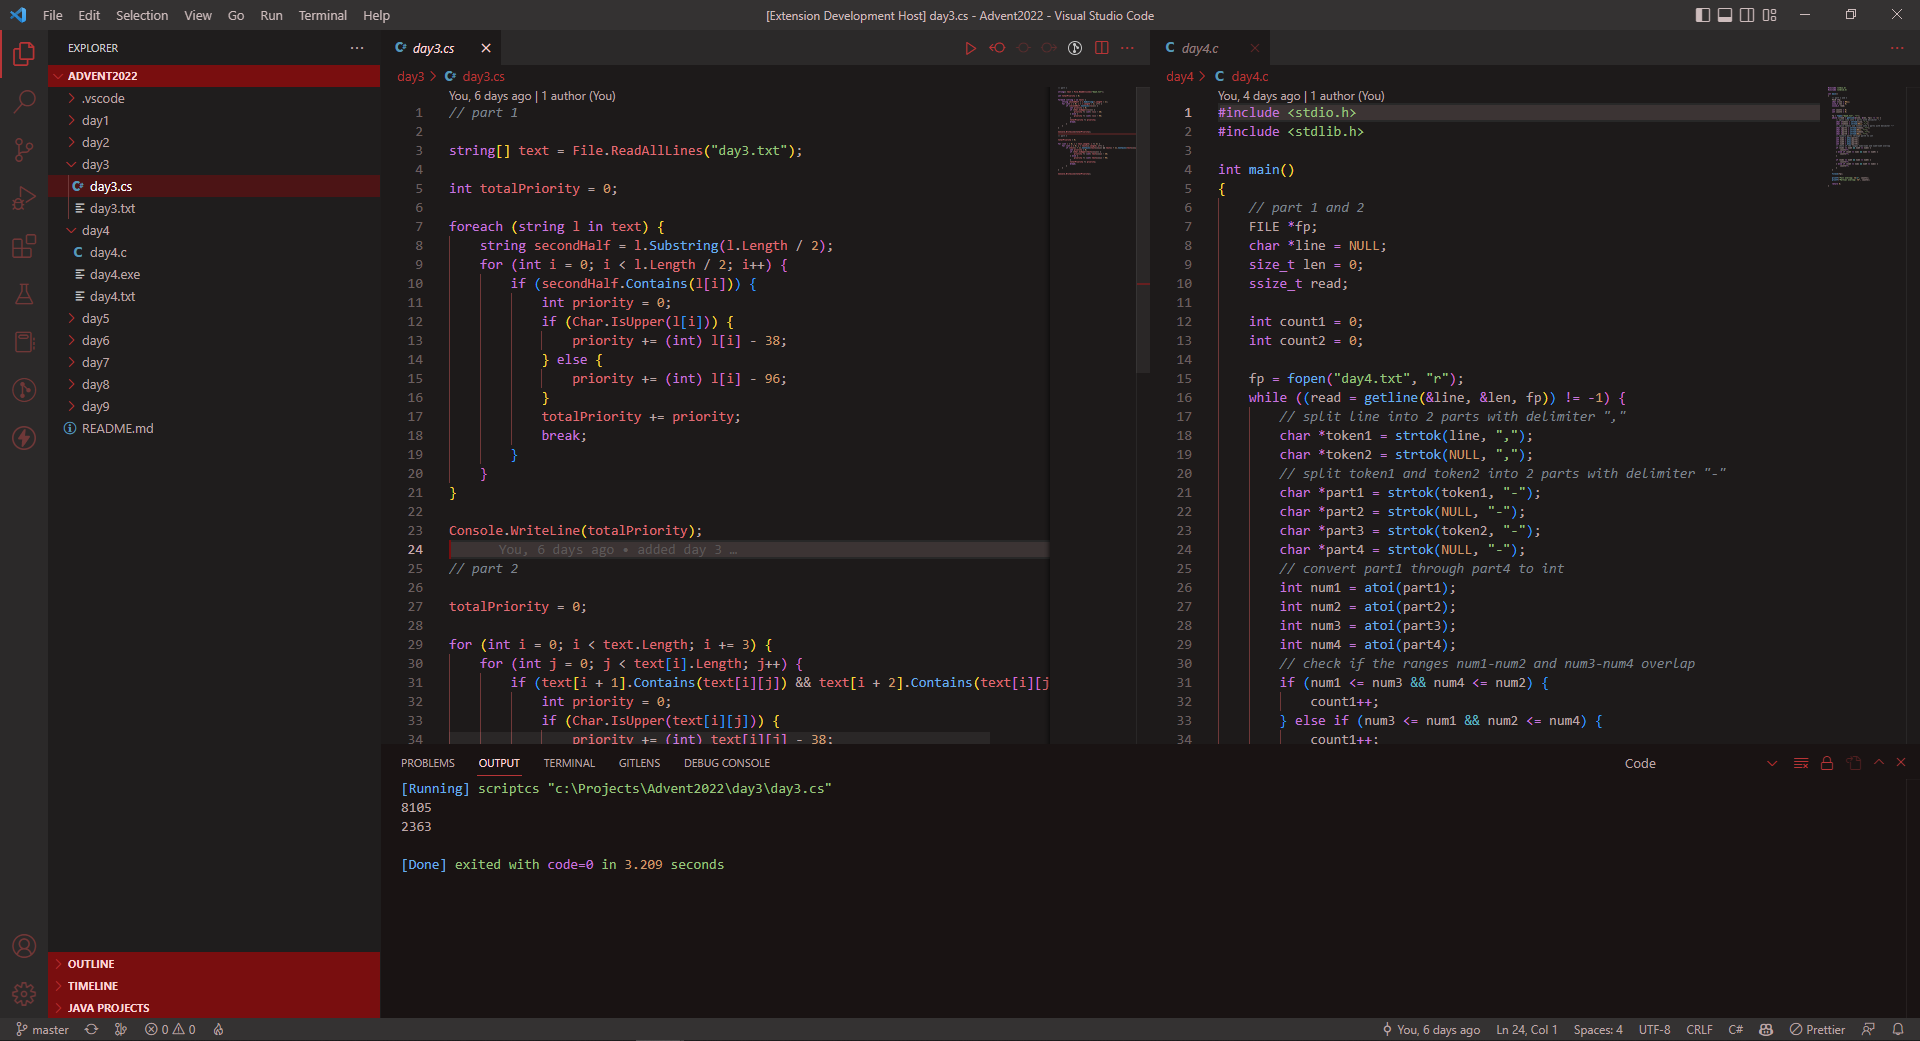 File Edit Selection View Go Run Terminal Help
[Extension Development Host] day3.cs - Advent2022 - Visual Studio Code
EXPLORER
ADVENT2022
.vscode
day1
day2
day3
day3.cs
day3.txt
day4
day4.c
day4.exe
day4.txt
day5
day6
day7
day8
day9
README.md
OUTLINE
TIMELINE
JAVA PROJECTS
day3.cs
day3 > day3.cs
You, 6 days ago | 1 author (You)
1 // part 1
2
3 string[] text = File.ReadAllLines("day3.txt");
4
5 int totalPriority = 0;
6
7 foreach (string l in text) {
8 string secondHalf = l.Substring(l.Length / 2);
9 for (int i = 0; i < l.Length / 2; i++) {
10 if (secondHalf.Contains(l[i])) {
11 int priority = 0;
12 if (Char.IsUpper(l[i])) {
13 priority += (int) l[i] - 38;
14 } else {
15 priority += (int) l[i] - 96;
16 }
17 totalPriority += priority;
18 break;
19 }
20 }
21 }
22
23 Console.WriteLine(totalPriority);
24 You, 6 days ago • added day 3 …
25 // part 2
26
27 totalPriority = 0;
28
29 for (int i = 0; i < text.Length; i += 3) {
30 for (int j = 0; j < text[i].Length; j++) {
31 if (text[i + 1].Contains(text[i][j]) && text[i + 2].Contains(text[i][j
32 int priority = 0;
33 if (Char.IsUpper(text[i][j])) {
34 priority += (int) text[i][j] - 38;
day4.c
day4 > day4.c
You, 4 days ago | 1 author (You)
1 #include <stdio.h>
2 #include <stdlib.h>
3
4 int main()
5 {
6 // part 1 and 2
7 FILE *fp;
8 char *line = NULL;
9 size_t len = 0;
10 ssize_t read;
11
12 int count1 = 0;
13 int count2 = 0;
14
15 fp = fopen("day4.txt", "r");
16 while ((read = getline(&line, &len, fp)) != -1) {
17 // split line into 2 parts with delimiter ","
18 char *token1 = strtok(line, ",");
19 char *token2 = strtok(NULL, ",");
20 // split token1 and token2 into 2 parts with delimiter "-"
21 char *part1 = strtok(token1, "-");
22 char *part2 = strtok(NULL, "-");
23 char *part3 = strtok(token2, "-");
24 char *part4 = strtok(NULL, "-");
25 // convert part1 through part4 to int
26 int num1 = atoi(part1);
27 int num2 = atoi(part2);
28 int num3 = atoi(part3);
29 int num4 = atoi(part4);
30 // check if the ranges num1-num2 and num3-num4 overlap
31 if (num1 <= num3 && num4 <= num2) {
32 count1++;
33 } else if (num3 <= num1 && num2 <= num4) {
34 count1++;
PROBLEMS OUTPUT TERMINAL GITLENS DEBUG CONSOLE
Code
[Running] scriptcs "c:\Projects\Advent2022\day3\day3.cs"
8105
2363
[Done] exited with code=0 in 3.209 seconds
master 0 0
You, 6 days ago Ln 24, Col 1 Spaces: 4 UTF-8 CRLF C# Prettier